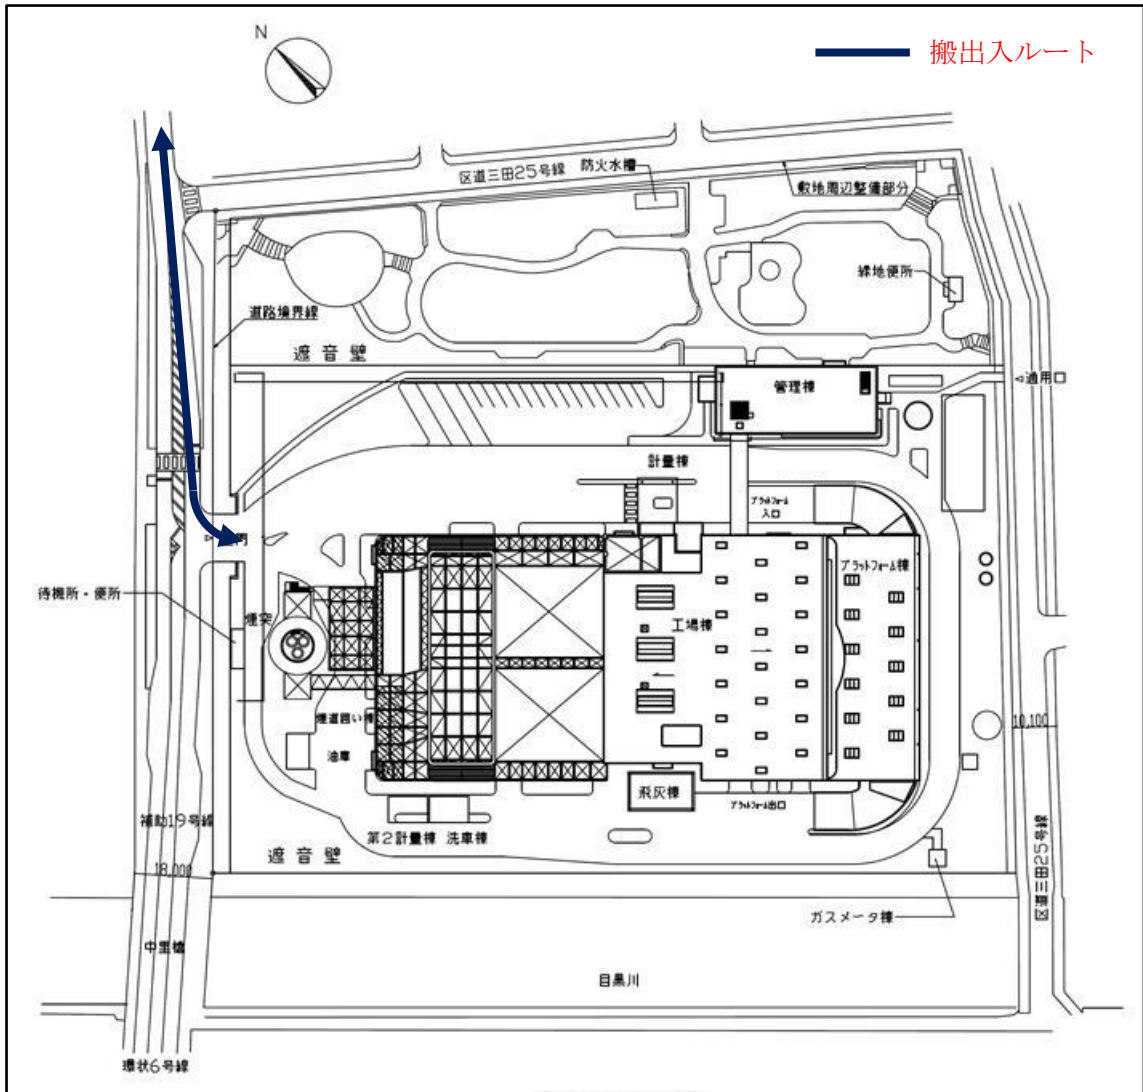 N
搬出入ルート
区道三田25号線
防火水槽
敷地周辺整備部分
緑地便所
道路境界線
遮音壁
管理棟
◁通用口
計量棟
プラットフォーム
入口
プラットフォーム棟
待機所・便所
煙突
工場棟
煙道囲い棟
油庫
10,100
飛灰棟
プラットフォーム出口
補助19号線
第2計量棟
洗車棟
遮音壁
18,000
区道三田25号線
ガスメータ棟
中里橋
目黒川
環状6号線